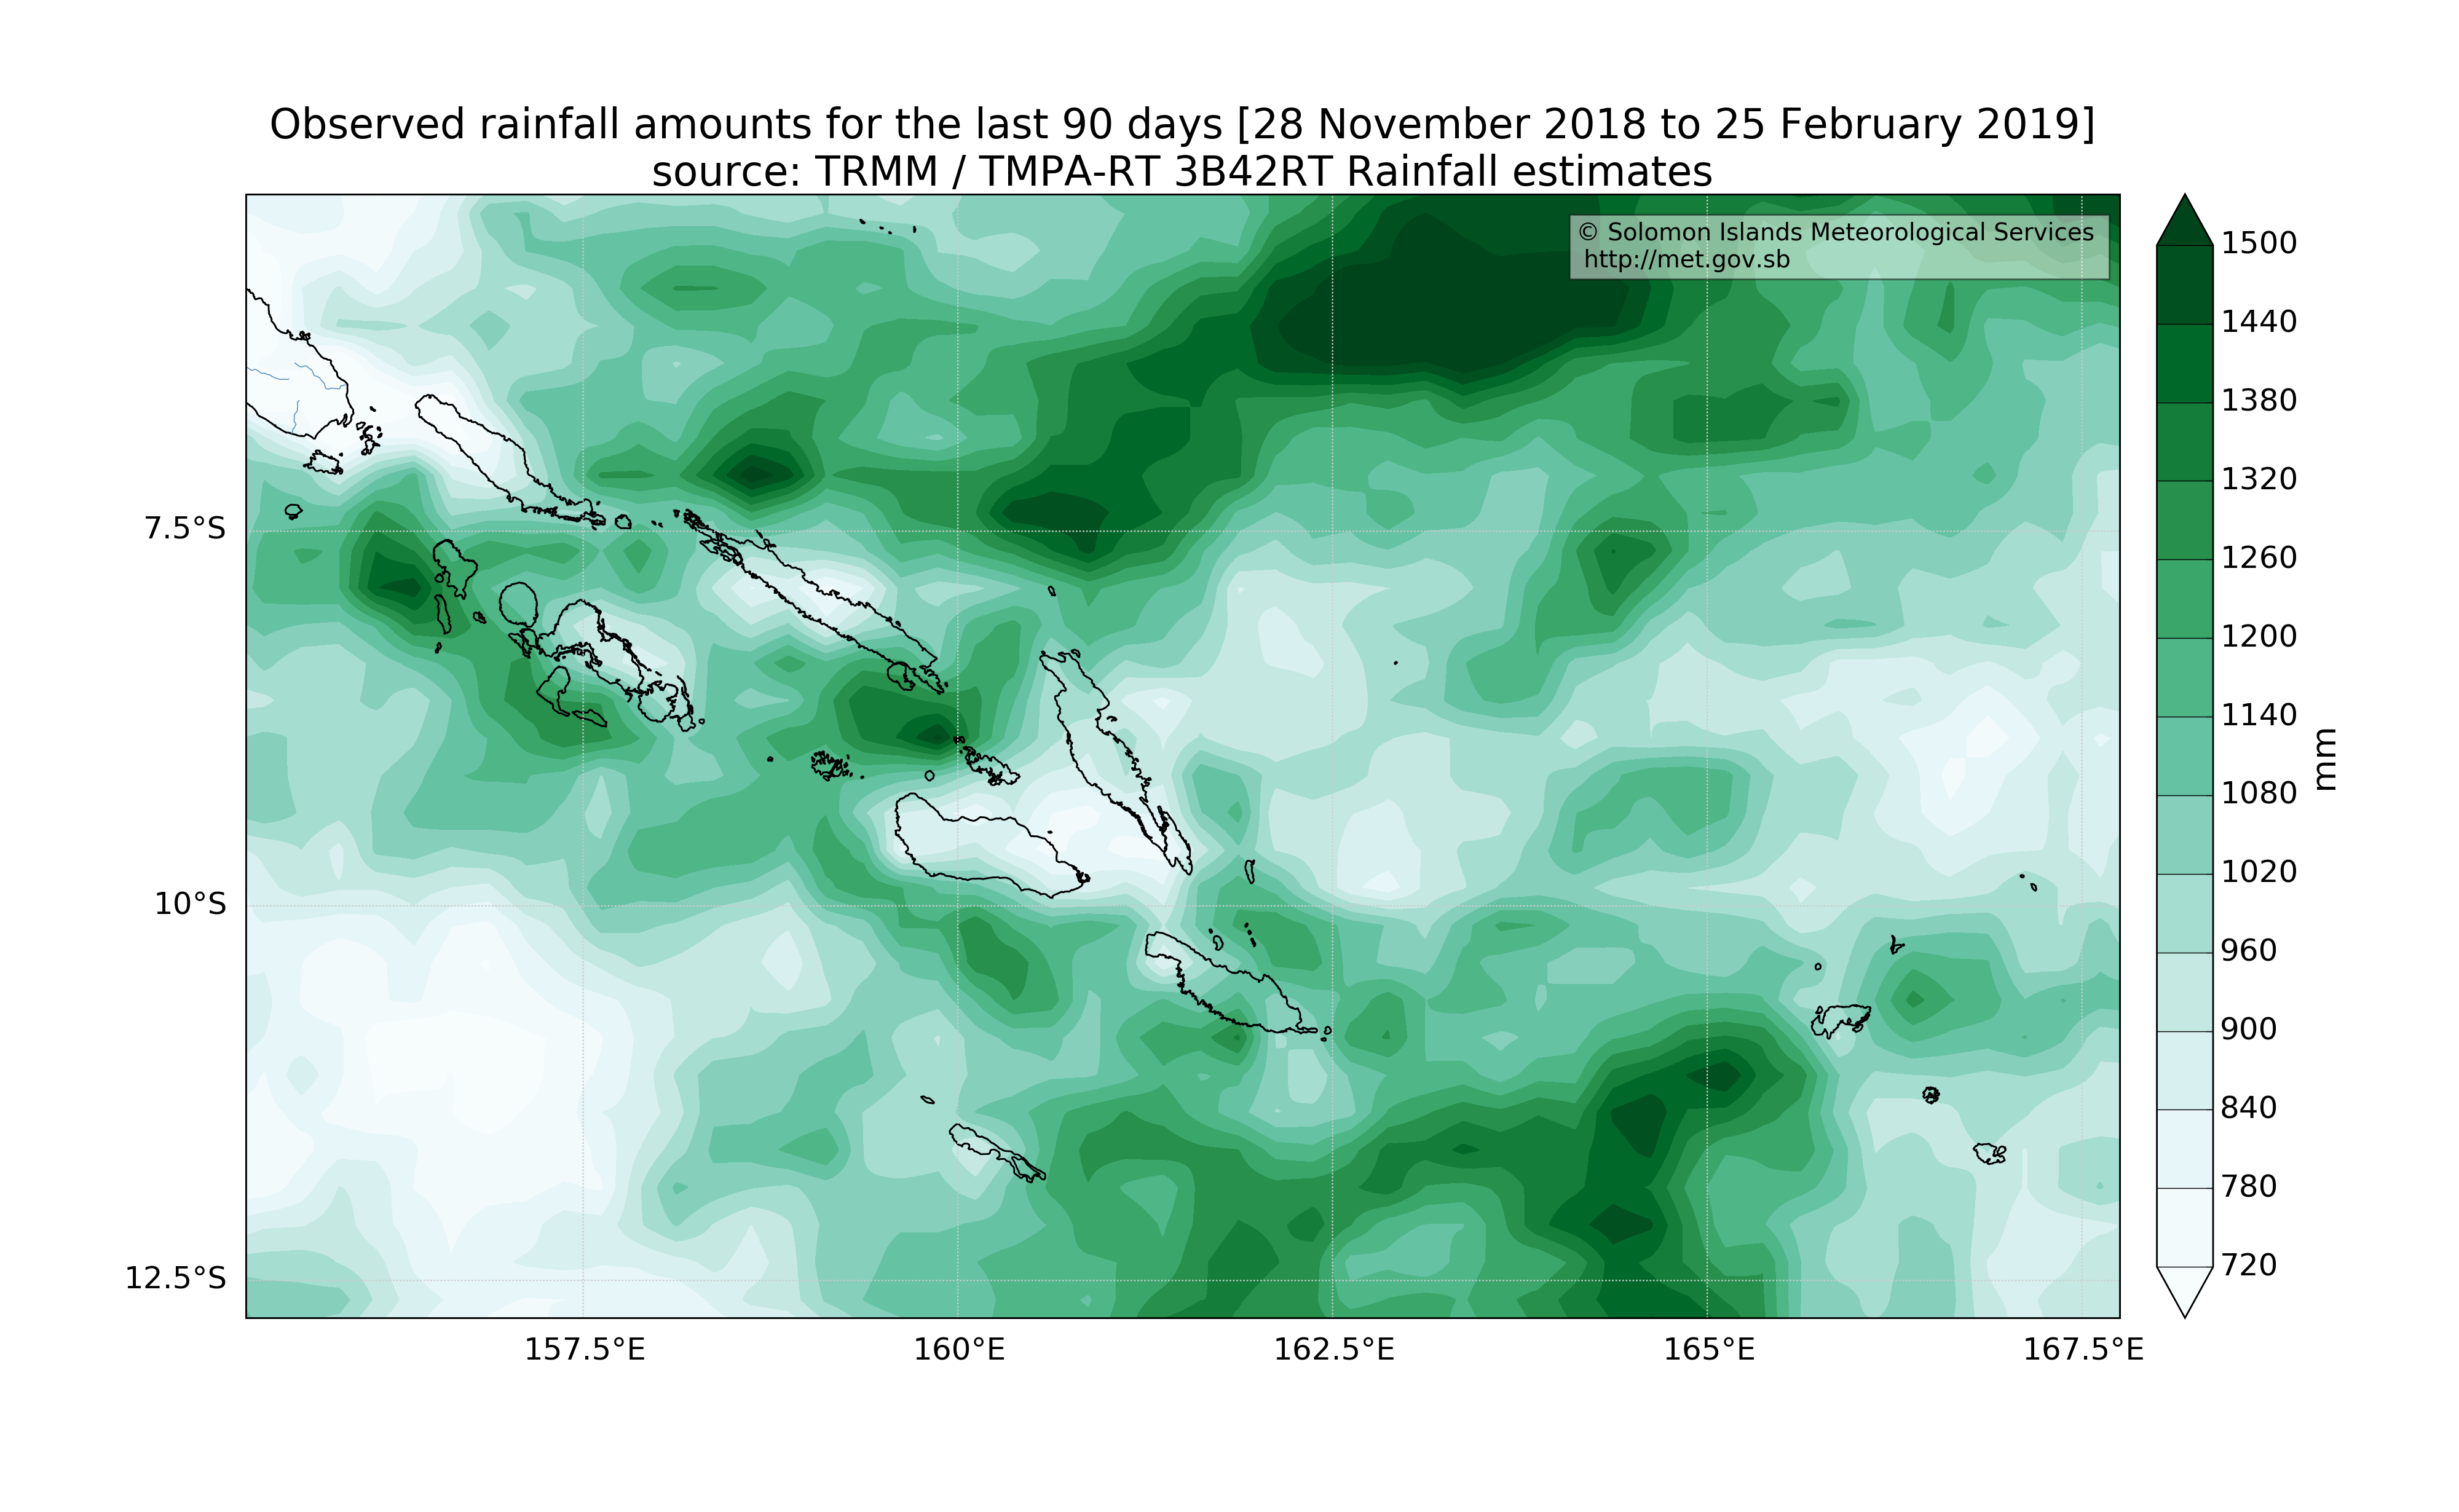 Observed rainfall amounts for the last 90 days [28 November 2018 to 25 February 2019]
source: TRMM / TMPA-RT 3B42RT Rainfall estimates
© Solomon Islands Meteorological Services
http://met.gov.sb
7.5°S
10°S
12.5°S
157.5°E
160°E
162.5°E
165°E
167.5°E
1500
1440
1380
1320
1260
1200
1140
1080
1020
960
900
840
780
720
mm